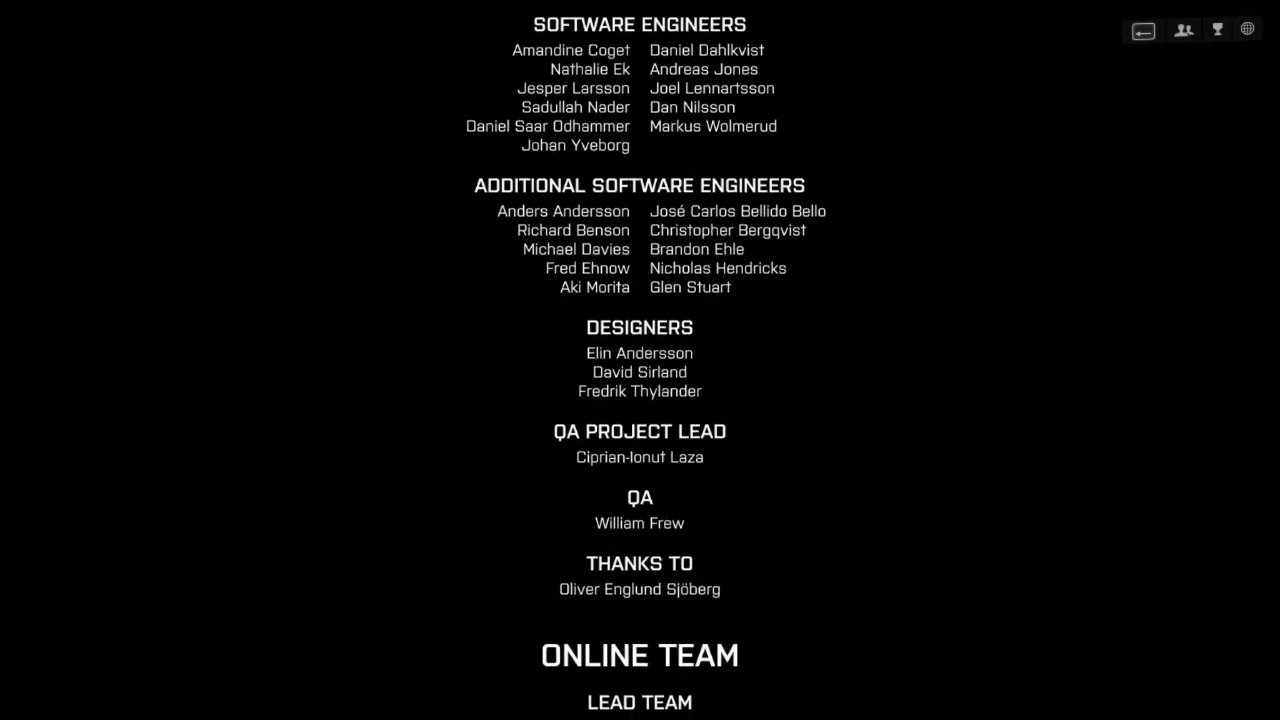 SOFTWARE ENGINEERS
Amandine Coget Daniel Dahlkvist
Nathalie Ek Andreas Jones
Jesper Larsson Joel Lennartsson
Sadullah Nader Dan Nilsson
Daniel Saar Odhammer Markus Wolmerud
Johan Yveborg
ADDITIONAL SOFTWARE ENGINEERS
Anders Andersson José Carlos Bellido Bello
Richard Benson Christopher Bergqvist
Michael Davies Brandon Ehle
Fred Ehnow Nicholas Hendricks
Aki Morita Glen Stuart
DESIGNERS
Elin Andersson
David Sirland
Fredrik Thylander
QA PROJECT LEAD
Ciprian-Ionut Laza
QA
William Frew
THANKS TO
Oliver Englund Sjöberg
ONLINE TEAM
LEAD TEAM